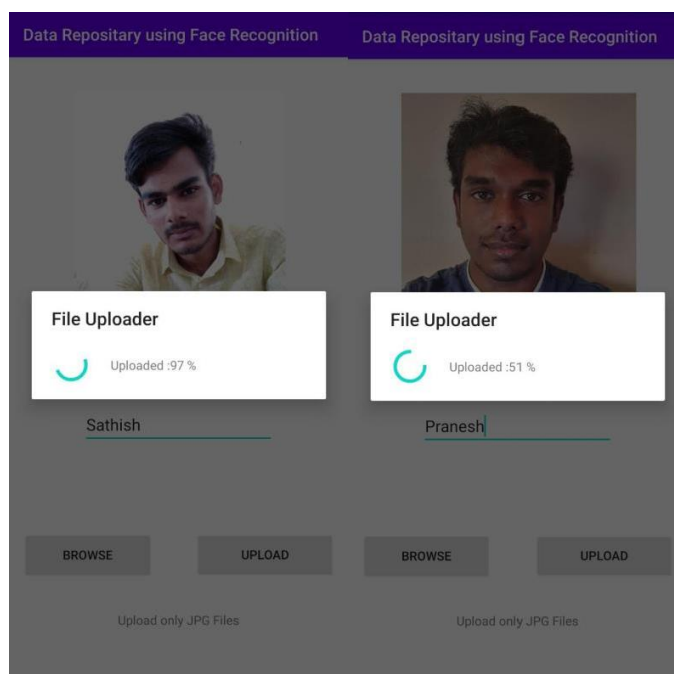 Data Repositary using Face Recognition
File Uploader
Uploaded :97 %
Sathish
BROWSE
UPLOAD
Upload only JPG Files
Data Repositary using Face Recognition
File Uploader
Uploaded :51 %
Pranesh
BROWSE
UPLOAD
Upload only JPG Files